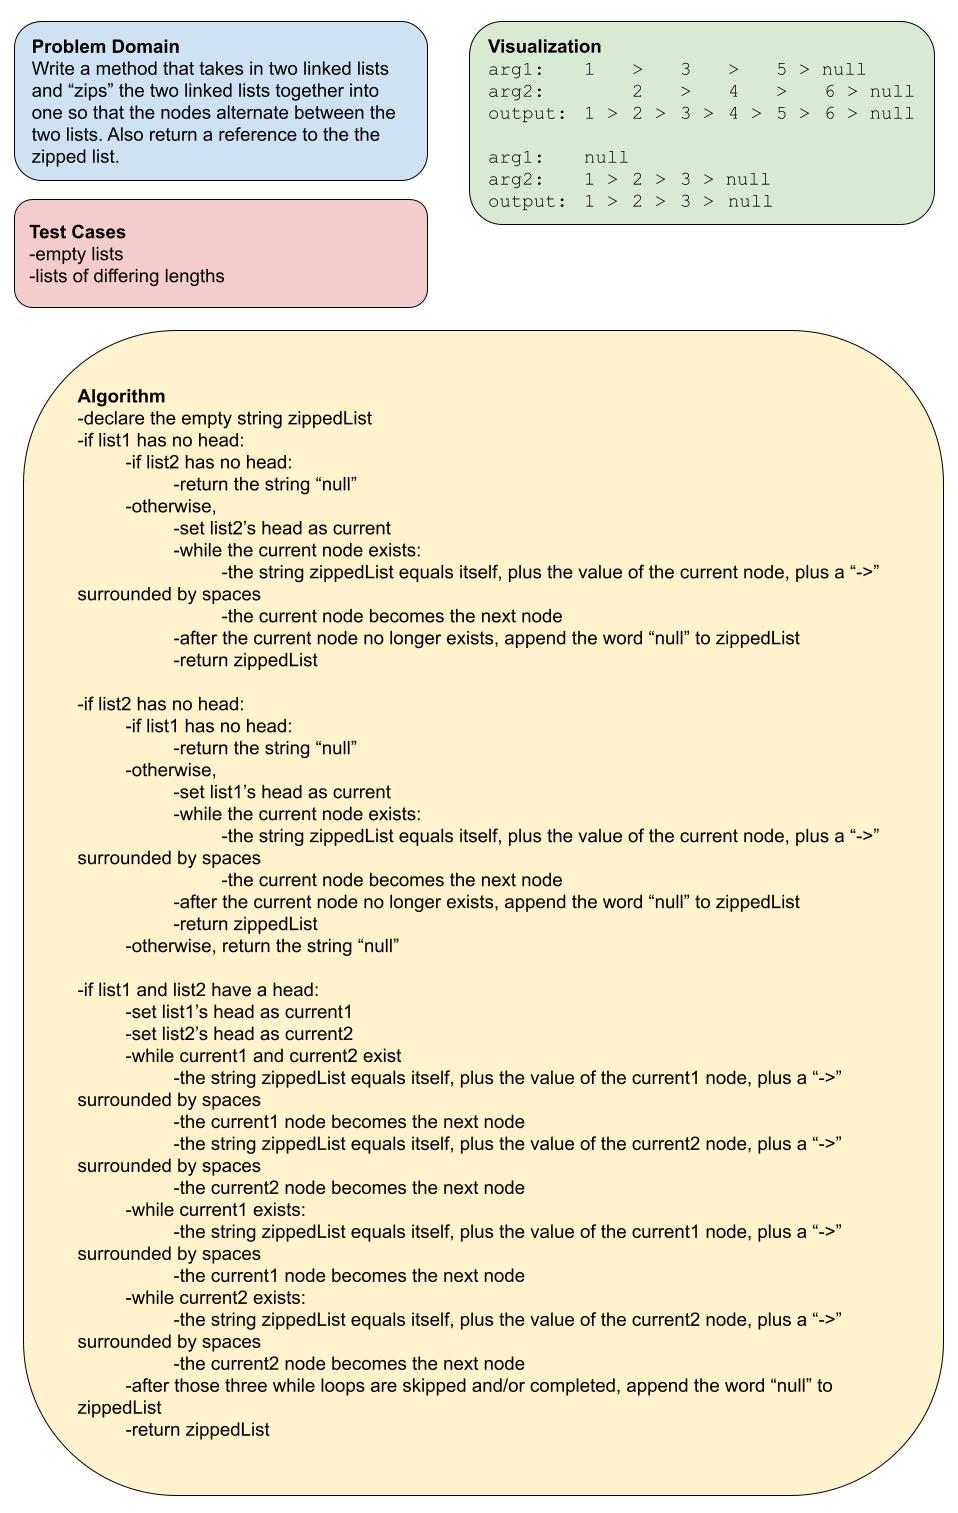 Problem Domain
Write a method that takes in two linked lists
and “zips” the two linked lists together into
one so that the nodes alternate between the
two lists. Also return a reference to the the
zipped list.
Visualization
arg1: 1 > 3 > 5 > null
arg2: 2 > 4 > 6 > null
output: 1 > 2 > 3 > 4 > 5 > 6 > null
arg1: null
arg2: 1 > 2 > 3 > null
output: 1 > 2 > 3 > null
Test Cases
-empty lists
-lists of differing lengths
Algorithm
-declare the empty string zippedList
-if list1 has no head:
-if list2 has no head:
-return the string “null”
-otherwise,
-set list2’s head as current
-while the current node exists:
-the string zippedList equals itself, plus the value of the current node, plus a “->”
surrounded by spaces
-the current node becomes the next node
-after the current node no longer exists, append the word “null” to zippedList
-return zippedList
-if list2 has no head:
-if list1 has no head:
-return the string “null”
-otherwise,
-set list1’s head as current
-while the current node exists:
-the string zippedList equals itself, plus the value of the current node, plus a “->”
surrounded by spaces
-the current node becomes the next node
-after the current node no longer exists, append the word “null” to zippedList
-return zippedList
-otherwise, return the string “null”
-if list1 and list2 have a head:
-set list1’s head as current1
-set list2’s head as current2
-while current1 and current2 exist
-the string zippedList equals itself, plus the value of the current1 node, plus a “->”
surrounded by spaces
-the current1 node becomes the next node
-the string zippedList equals itself, plus the value of the current2 node, plus a “->”
surrounded by spaces
-the current2 node becomes the next node
-while current1 exists:
-the string zippedList equals itself, plus the value of the current1 node, plus a “->”
surrounded by spaces
-the current1 node becomes the next node
-while current2 exists:
-the string zippedList equals itself, plus the value of the current2 node, plus a “->”
surrounded by spaces
-the current2 node becomes the next node
-after those three while loops are skipped and/or completed, append the word “null” to
zippedList
-return zippedList